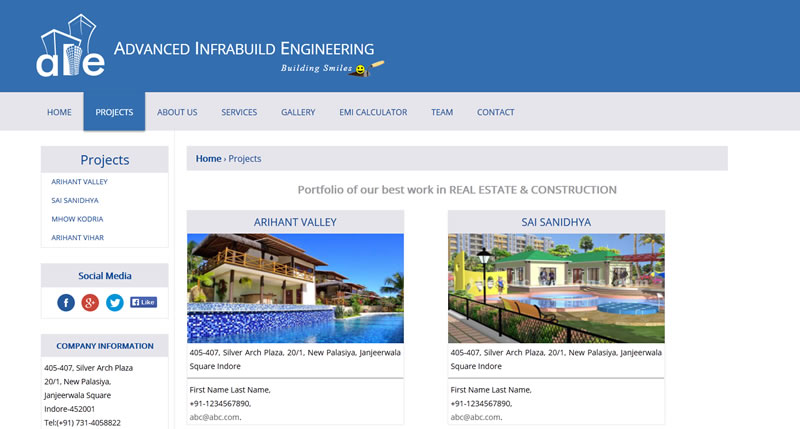 ADVANCED INFRABUILD ENGINEERING
Building Smiles
aie
HOME PROJECTS ABOUT US SERVICES GALLERY EMI CALCULATOR TEAM CONTACT
Projects
ARIHANT VALLEY
SAI SANIDHYA
MHOW KODRIA
ARIHANT VIHAR
Social Media
f g+ Like
COMPANY INFORMATION
405-407, Silver Arch Plaza
20/1, New Palasiya,
Janjeerwala Square
Indore-452001
Tel:(+91) 731-4058822
Home › Projects
Portfolio of our best work in REAL ESTATE & CONSTRUCTION
ARIHANT VALLEY
405-407, Silver Arch Plaza, 20/1, New Palasiya, Janjeerwala
Square Indore
First Name Last Name,
+91-1234567890,
abc@abc.com.
SAI SANIDHYA
405-407, Silver Arch Plaza, 20/1, New Palasiya, Janjeerwala
Square Indore
First Name Last Name,
+91-1234567890,
abc@abc.com.